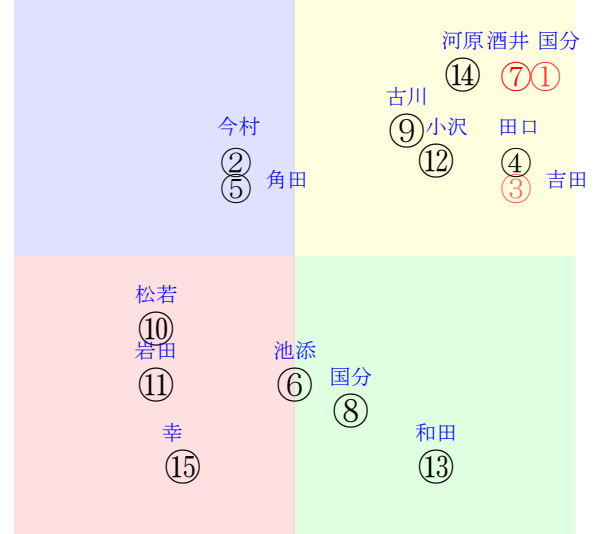 河原 酒井 国分
⑭ ⑦ ①
古川
⑨
今村 小沢 田口
② ⑫ ④
⑤ 角田 ③ 吉田
松若
⑩
岩田 池添
⑪ ⑥
国分
⑧
幸 和田
⑮ ⑬